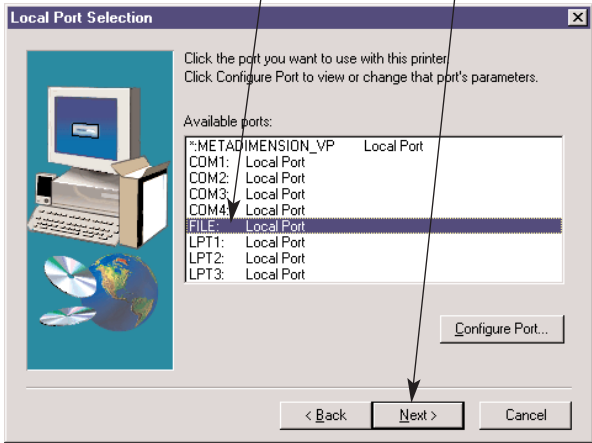 Local Port Selection
Click the port you want to use with this printer.
Click Configure Port to view or change that port's parameters.
Available ports:
*:METADIMENSION_VP Local Port
COM1: Local Port
COM2: Local Port
COM3: Local Port
COM4: Local Port
FILE: Local Port
LPT1: Local Port
LPT2: Local Port
LPT3: Local Port
Configure Port...
< Back Next > Cancel